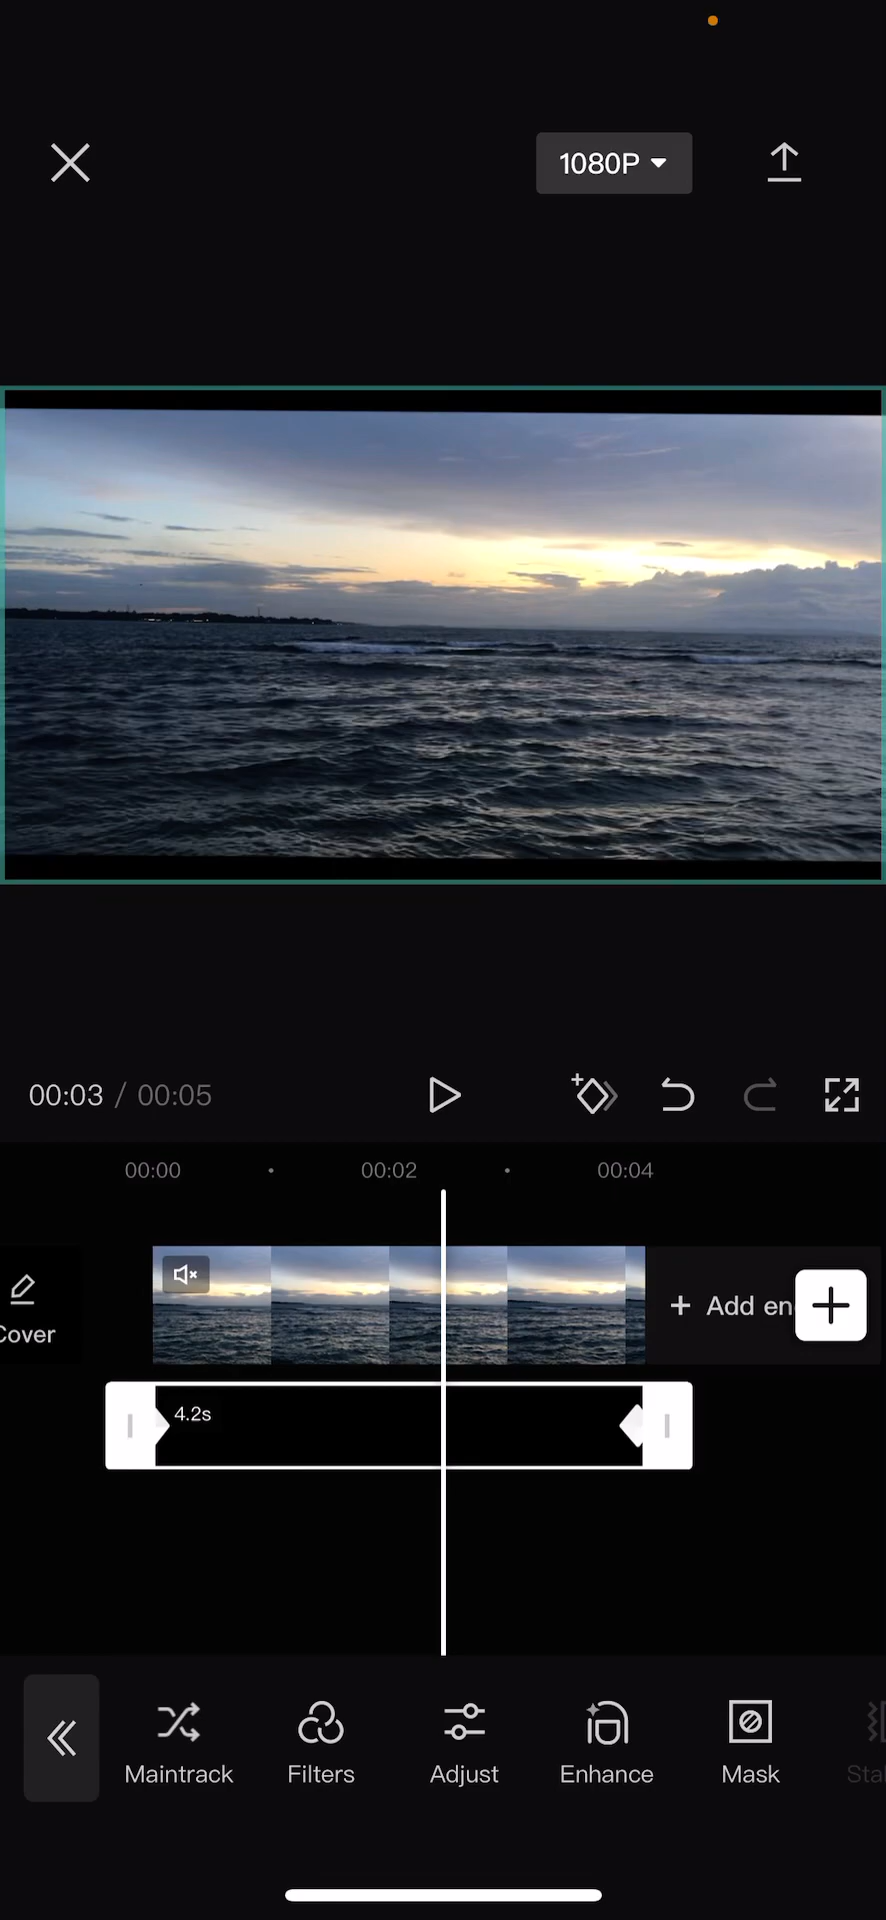 1080P
00:03 / 00:05
00:00 00:02 00:04
+ Add en
Cover
4.2s
Maintrack Filters Adjust Enhance Mask